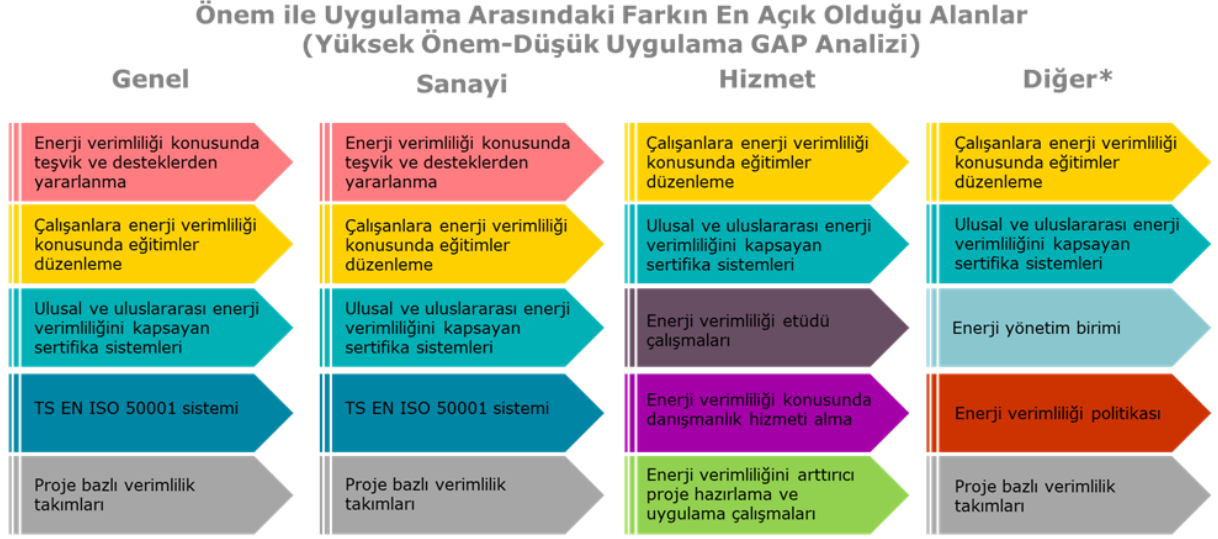 Önem ile Uygulama Arasındaki Farkın En Açık Olduğu Alanlar
(Yüksek Önem-Düşük Uygulama GAP Analizi)
Genel
Enerji verimliliği konusunda
teşvik ve desteklerden
yararlanma
Çalışanlara enerji verimliliği
konusunda eğitimler
düzenleme
Ulusal ve uluslararası enerji
verimliliğini kapsayan
sertifika sistemleri
TS EN ISO 50001 sistemi
Proje bazlı verimlilik
takımları
Sanayi
Enerji verimliliği konusunda
teşvik ve desteklerden
yararlanma
Çalışanlara enerji verimliliği
konusunda eğitimler
düzenleme
Ulusal ve uluslararası enerji
verimliliğini kapsayan
sertifika sistemleri
TS EN ISO 50001 sistemi
Proje bazlı verimlilik
takımları
Hizmet
Çalışanlara enerji verimliliği
konusunda eğitimler
düzenleme
Ulusal ve uluslararası enerji
verimliliğini kapsayan
sertifika sistemleri
Enerji verimliliği etüdü
çalışmaları
Enerji verimliliği konusunda
danışmanlık hizmeti alma
Enerji verimliliğini arttırıcı
proje hazırlama ve
uygulama çalışmaları
Diğer*
Çalışanlara enerji verimliliği
konusunda eğitimler
düzenleme
Ulusal ve uluslararası enerji
verimliliğini kapsayan
sertifika sistemleri
Enerji yönetim birimi
Enerji verimliliği politikası
Proje bazlı verimlilik
takımları